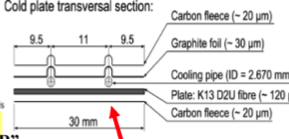 Cold plate transversal section:
Carbon fleece (~ 20 μm)
9.5 11 9.5
Graphite foil (~ 30 μm)
Cooling pipe (ID = 2.670 mm
Plate: K13 D2U fibre (~ 120
Carbon fleece (~ 20 μm)
30 mm